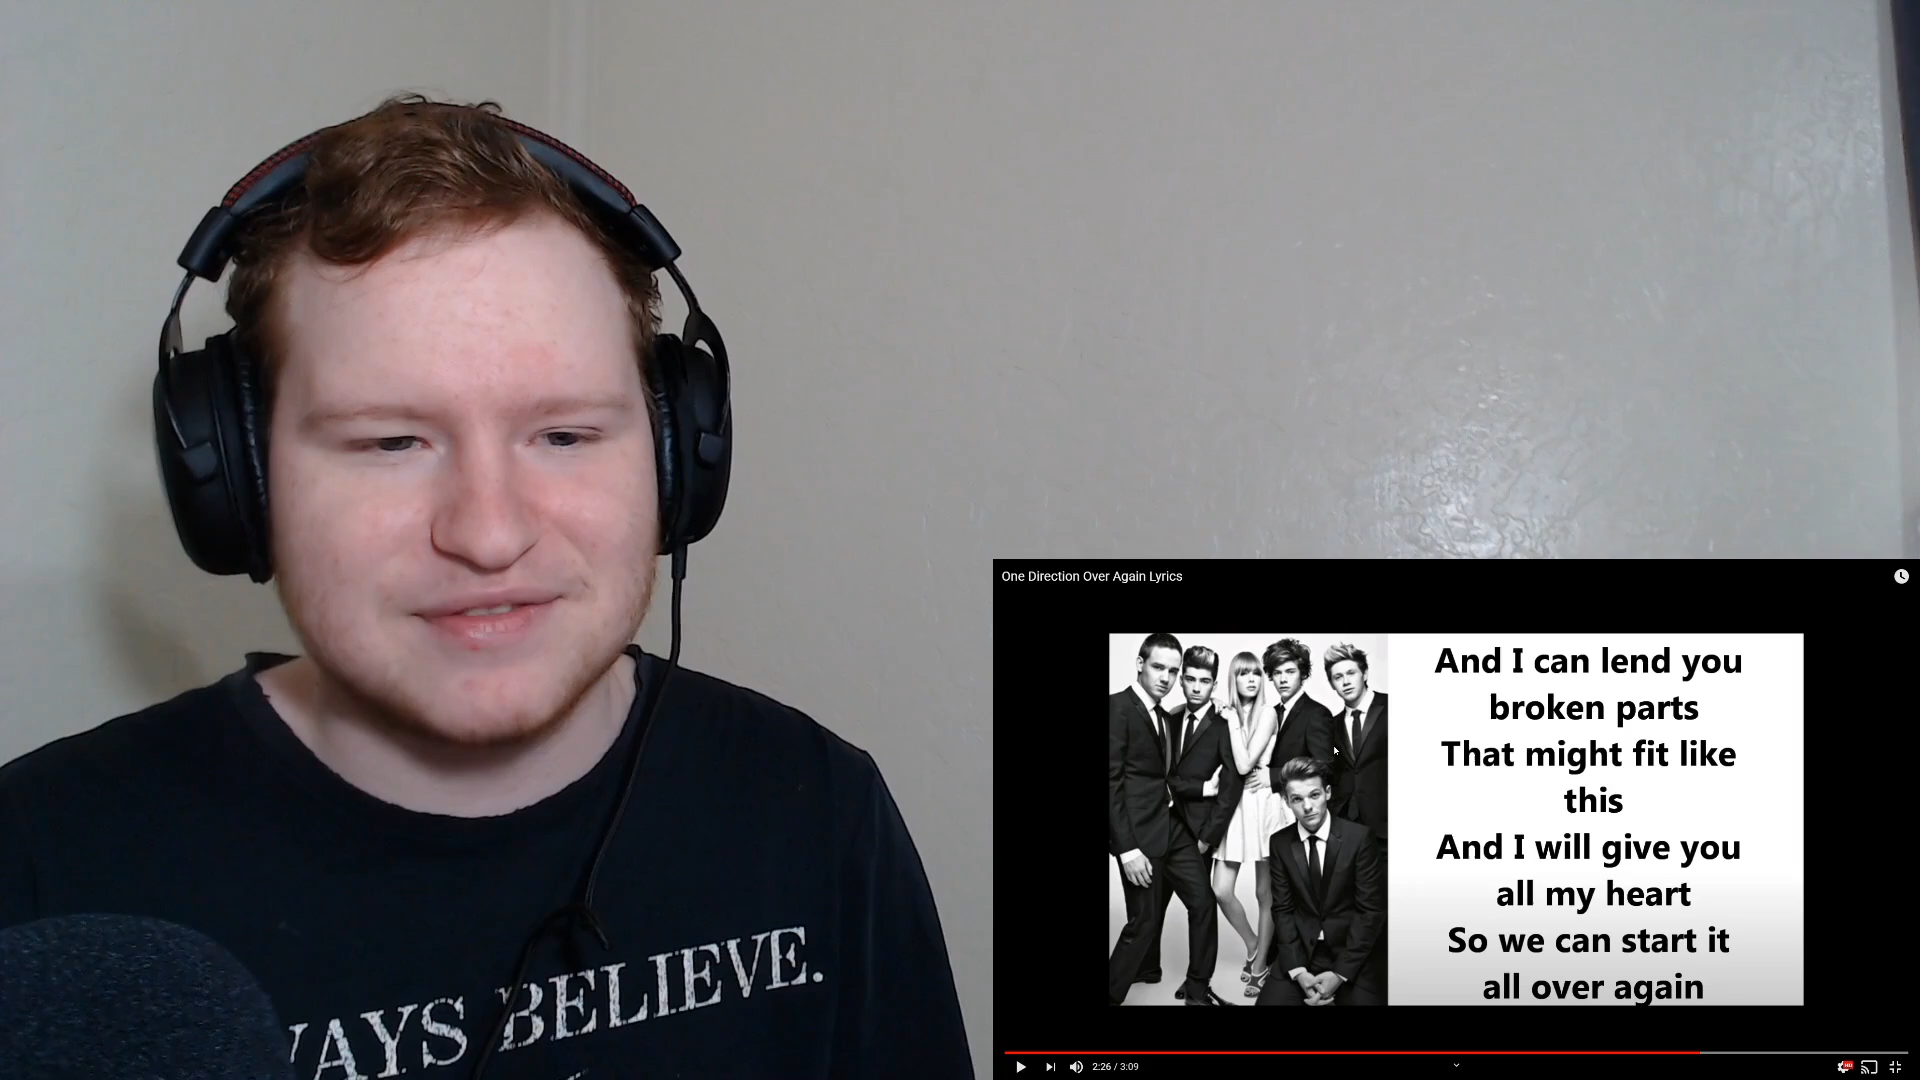 One Direction Over Again Lyrics
And I can lend you
broken parts
That might fit like
this
And I will give you
all my heart
So we can start it
all over again
WAYS BELIEVE.
2:26 / 3:09